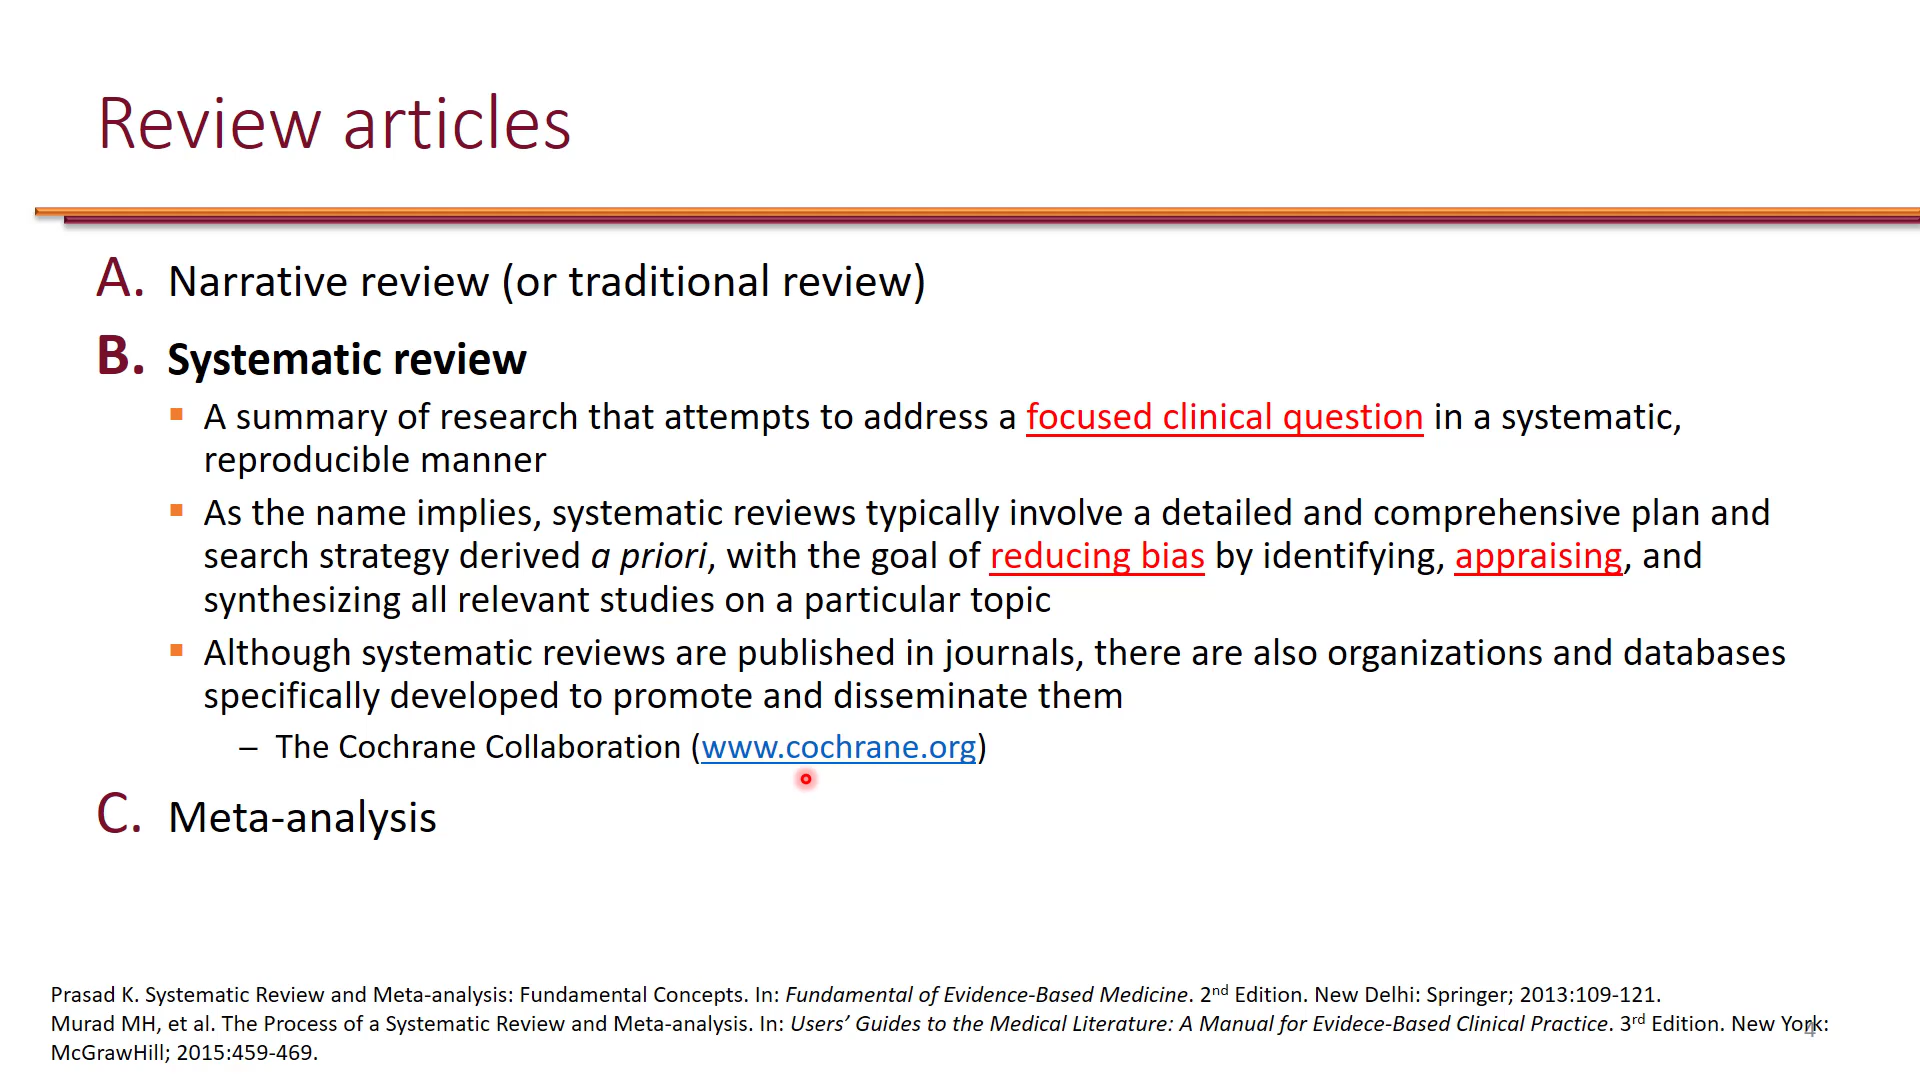 Review articles
A. Narrative review (or traditional review)
B. Systematic review
▪ A summary of research that attempts to address a focused clinical question in a systematic,
reproducible manner
▪ As the name implies, systematic reviews typically involve a detailed and comprehensive plan and
search strategy derived a priori, with the goal of reducing bias by identifying, appraising, and
synthesizing all relevant studies on a particular topic
▪ Although systematic reviews are published in journals, there are also organizations and databases
specifically developed to promote and disseminate them
– The Cochrane Collaboration (www.cochrane.org)
C. Meta-analysis
Prasad K. Systematic Review and Meta-analysis: Fundamental Concepts. In: Fundamental of Evidence-Based Medicine. 2nd Edition. New Delhi: Springer; 2013:109-121.
Murad MH, et al. The Process of a Systematic Review and Meta-analysis. In: Users’ Guides to the Medical Literature: A Manual for Evidece-Based Clinical Practice. 3rd Edition. New York:
McGrawHill; 2015:459-469.
4